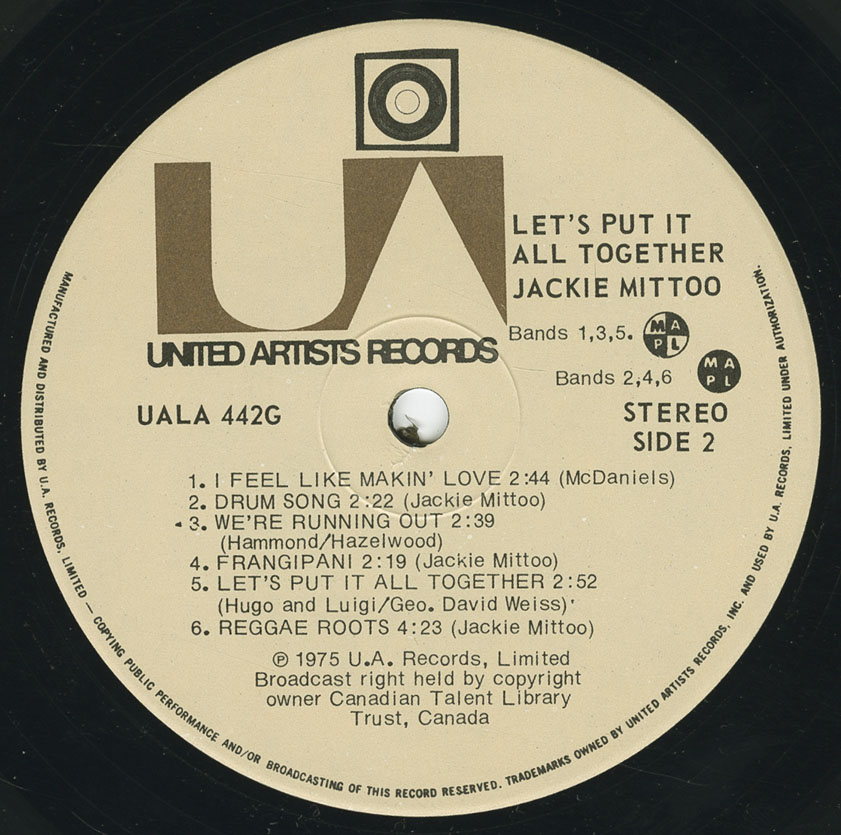 UA
UNITED ARTISTS RECORDS
LET'S PUT IT
ALL TOGETHER
JACKIE MITTOO
Bands 1,3,5. MAPL
Bands 2,4,6 MAPL
UALA 442G
STEREO
SIDE 2
1. I FEEL LIKE MAKIN' LOVE 2:44 (McDaniels)
2. DRUM SONG 2:22 (Jackie Mittoo)
3. WE'RE RUNNING OUT 2:39
(Hammond/Hazelwood)
4. FRANGIPANI 2:19 (Jackie Mittoo)
5. LET'S PUT IT ALL TOGETHER 2:52
(Hugo and Luigi/Geo. David Weiss)
6. REGGAE ROOTS 4:23 (Jackie Mittoo)
℗ 1975 U.A. Records, Limited
Broadcast right held by copyright
owner Canadian Talent Library
Trust, Canada
MANUFACTURED AND DISTRIBUTED BY U.A. RECORDS, LIMITED — COPYING PUBLIC PERFORMANCE AND/OR BROADCASTING OF THIS RECORD RESERVED. TRADEMARKS OWNED BY UNITED ARTISTS RECORDS, INC. AND USED BY U.A. RECORDS, LIMITED UNDER AUTHORIZATION.